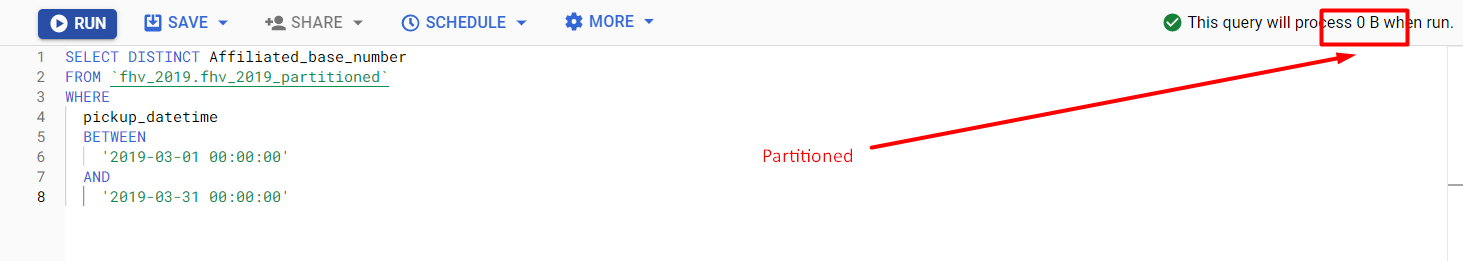 RUN SAVE SHARE SCHEDULE MORE This query will process 0 B when run.
1 SELECT DISTINCT Affiliated_base_number
2 FROM `fhv_2019.fhv_2019_partitioned`
3 WHERE
4 pickup_datetime
5 BETWEEN
6 '2019-03-01 00:00:00'
Partitioned
7 AND
8 '2019-03-31 00:00:00'